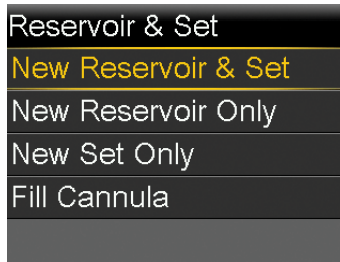 Reservoir & Set
New Reservoir & Set
New Reservoir Only
New Set Only
Fill Cannula